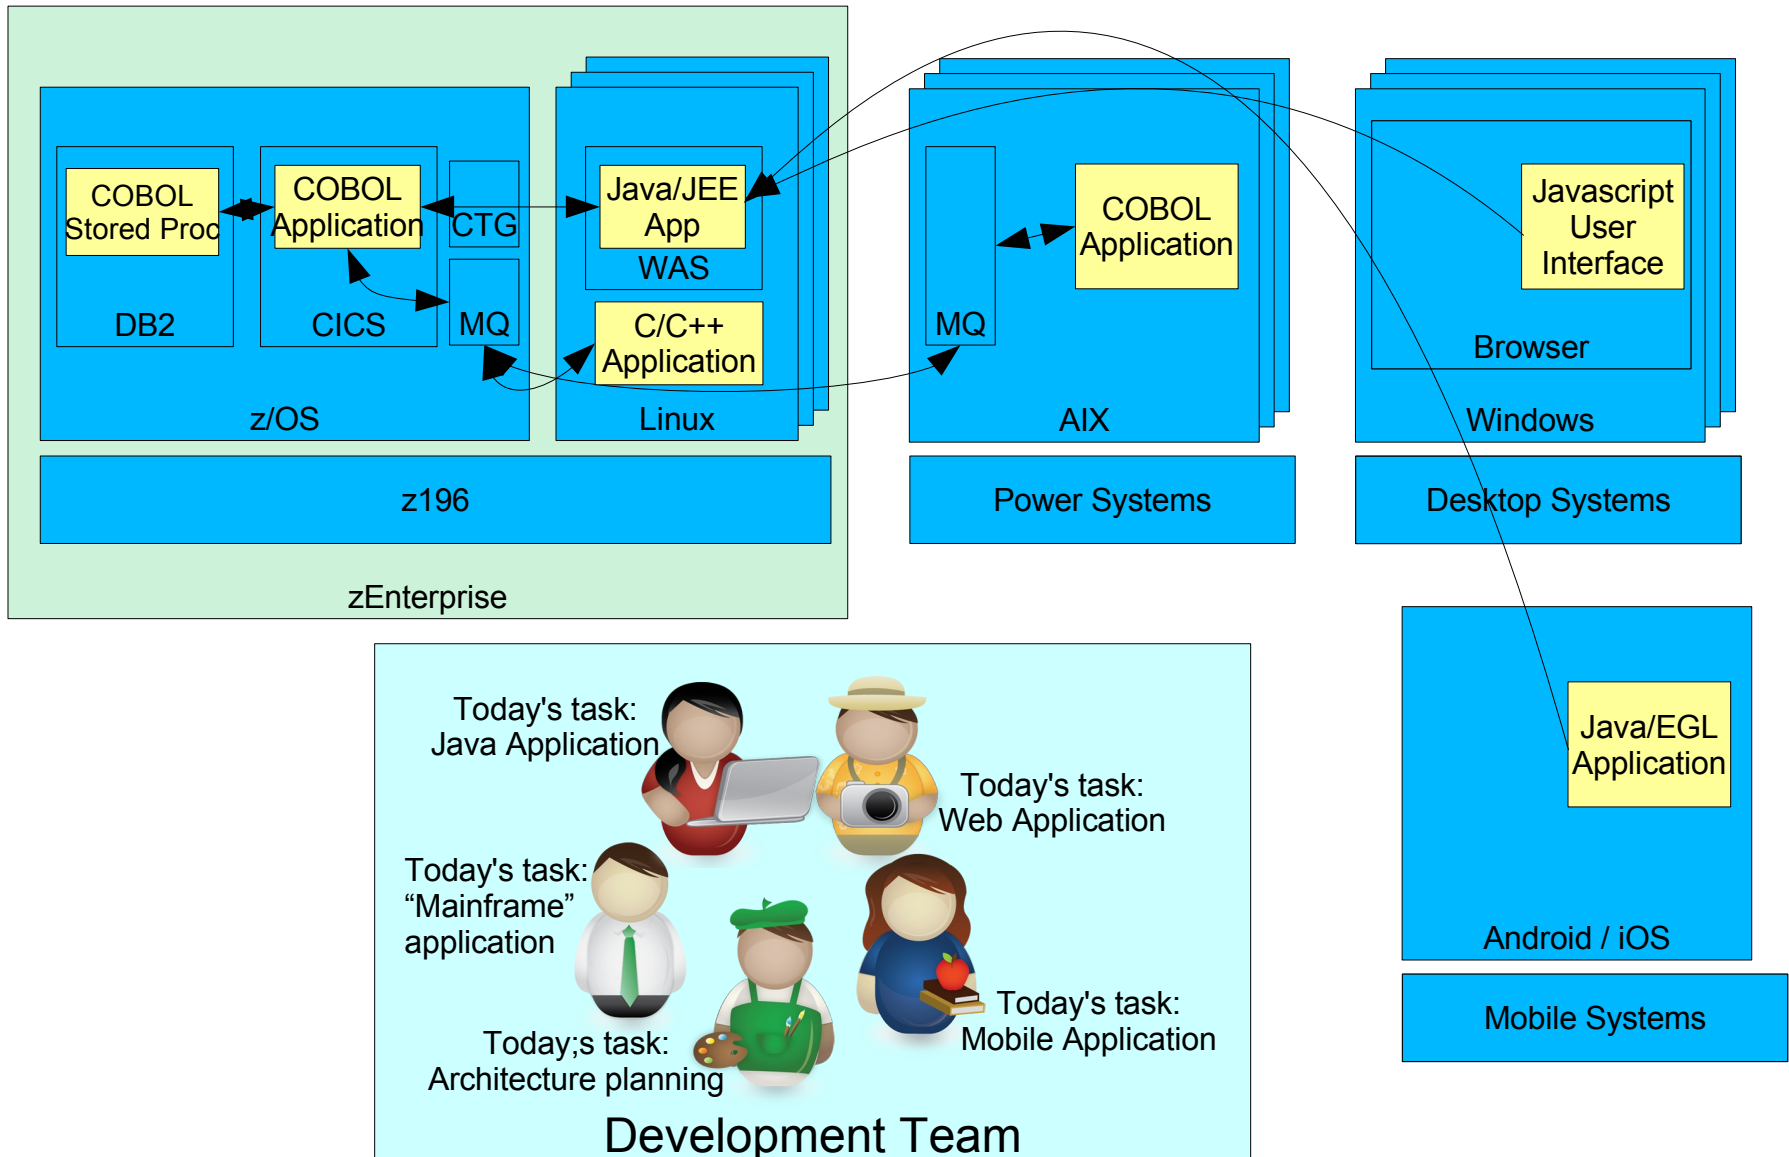 COBOL
Stored Proc
DB2
COBOL
Application
CICS
CTG
MQ
z/OS
Java/JEE
App
WAS
C/C++
Application
Linux
z196
zEnterprise
MQ
COBOL
Application
AIX
Power Systems
Javascript
User
Interface
Browser
Windows
Desktop Systems
Java/EGL
Application
Android / iOS
Mobile Systems
Today's task:
Java Application
Today's task:
Web Application
Today's task:
“Mainframe”
application
Today's task:
Mobile Application
Today;s task:
Architecture planning
Development Team